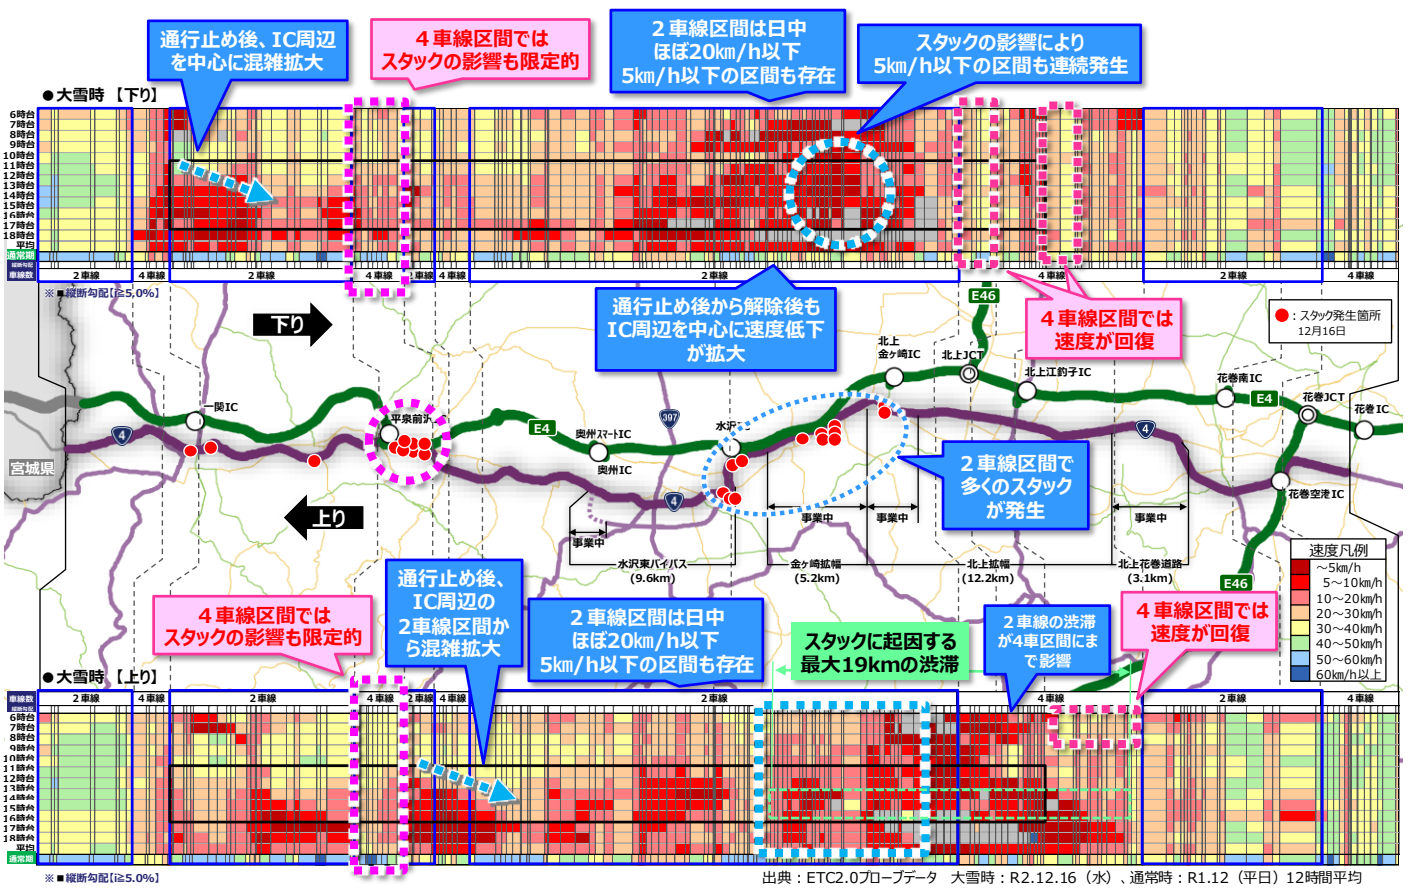 通行止め後、IC周辺
を中心に混雑拡大
４車線区間では
スタックの影響も限定的
２車線区間は日中
ほぼ20km/h以下
5km/h以下の区間も存在
スタックの影響により
5km/h以下の区間も連続発生
●大雪時【下り】
6時台
7時台
8時台
9時台
10時台
11時台
12時台
13時台
14時台
15時台
16時台
17時台
18時台
平均
通常期
縦断勾配
車線数
２車線
４車線
２車線
４車線
２車線
４車線
２車線
４車線
２車線
４車線
※■縦断勾配[i≧5.0%]
下り
通行止め後から解除後も
IC周辺を中心に速度低下
が拡大
E46
４車線区間では
速度が回復
●：スタック発生箇所
12月16日
北上
金ヶ崎IC
北上JCT
北上江釣子IC
花巻南IC
E4
花巻JCT
花巻IC
一関IC
平泉前沢
4
E4
397
奥州スマートIC
奥州IC
水沢
4
4
宮城県
２車線区間で
多くのスタック
が発生
花巻空港IC
上り
事業中
事業中
事業中
事業中
水沢東バイパス
(9.6km)
金ヶ崎拡幅
(5.2km)
北上拡幅
(12.2km)
北上花巻道路
(3.1km)
E46
速度凡例
～5km/h
5～10km/h
10～20km/h
20～30km/h
30～40km/h
40～50km/h
50～60km/h
60km/h以上
４車線区間では
スタックの影響も限定的
通行止め後、
IC周辺の
2車線区間か
ら混雑拡大
２車線区間は日中
ほぼ20km/h以下
5km/h以下の区間も存在
スタックに起因する
最大19kmの渋滞
２車線の渋滞
が4車区間にま
で影響
４車線区間では
速度が回復
●大雪時【上り】
車線数
縦断勾配
２車線
４車線
２車線
４車線
２車線
４車線
２車線
４車線
２車線
４車線
6時台
7時台
8時台
9時台
10時台
11時台
12時台
13時台
14時台
15時台
16時台
17時台
18時台
平均
通常期
※■縦断勾配[i≧5.0%]
出典：ETC2.0プローブデータ　大雪時：R2.12.16（水）、通常時：R1.12（平日）12時間平均